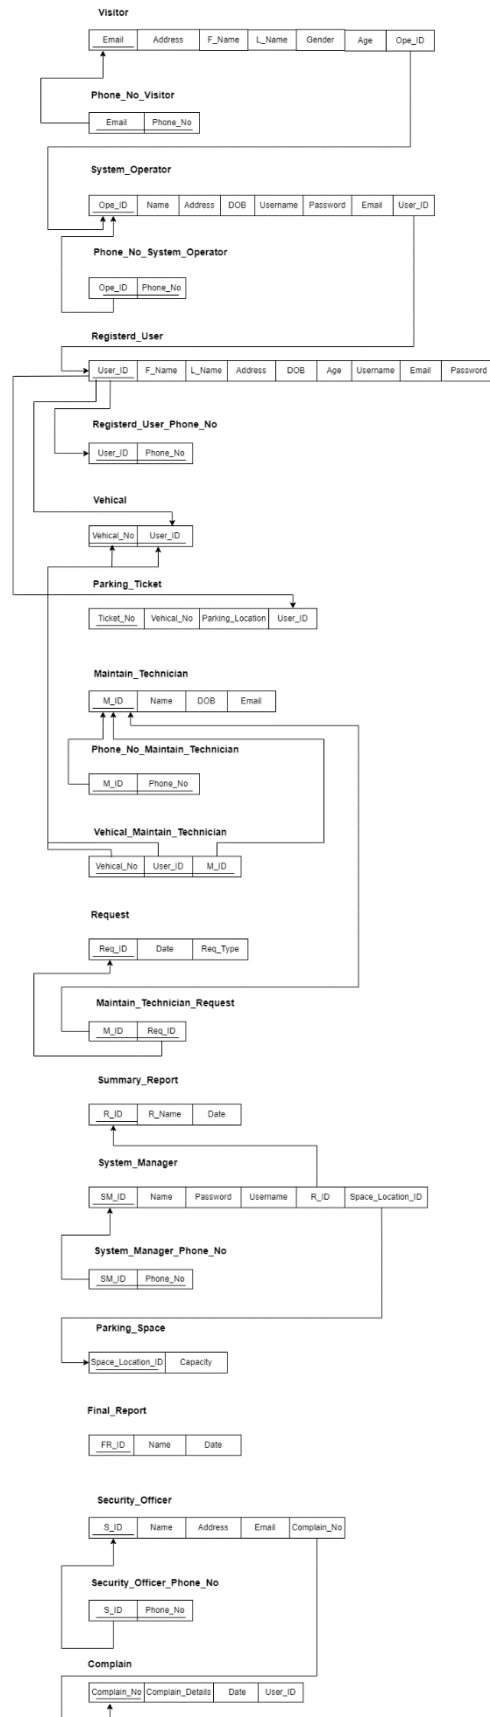 Visitor
Email Address F_Name L_Name Gender Age Ope_ID
Phone_No_Visitor
Email Phone_No
System_Operator
Ope_ID Name Address DOB Username Password Email User_ID
Phone_No_System_Operator
Ope_ID Phone_No
Registerd_User
User_ID F_Name L_Name Address DOB Age Username Email Password
Registerd_User_Phone_No
User_ID Phone_No
Vehical
Vehical_No User_ID
Parking_Ticket
Ticket_No Vehical_No Parking_Location User_ID
Maintain_Technician
M_ID Name DOB Email
Phone_No_Maintain_Technician
M_ID Phone_No
Vehical_Maintain_Technician
Vehical_No User_ID M_ID
Request
Req_ID Date Req_Type
Maintain_Technician_Request
M_ID Req_ID
Summary_Report
R_ID R_Name Date
System_Manager
SM_ID Name Password Username R_ID Space_Location_ID
System_Manager_Phone_No
SM_ID Phone_No
Parking_Space
Space_Location_ID Capacity
Final_Report
FR_ID Name Date
Security_Officer
S_ID Name Address Email Complain_No
Security_Officer_Phone_No
S_ID Phone_No
Complain
Complain_No Complain_Details Date User_ID